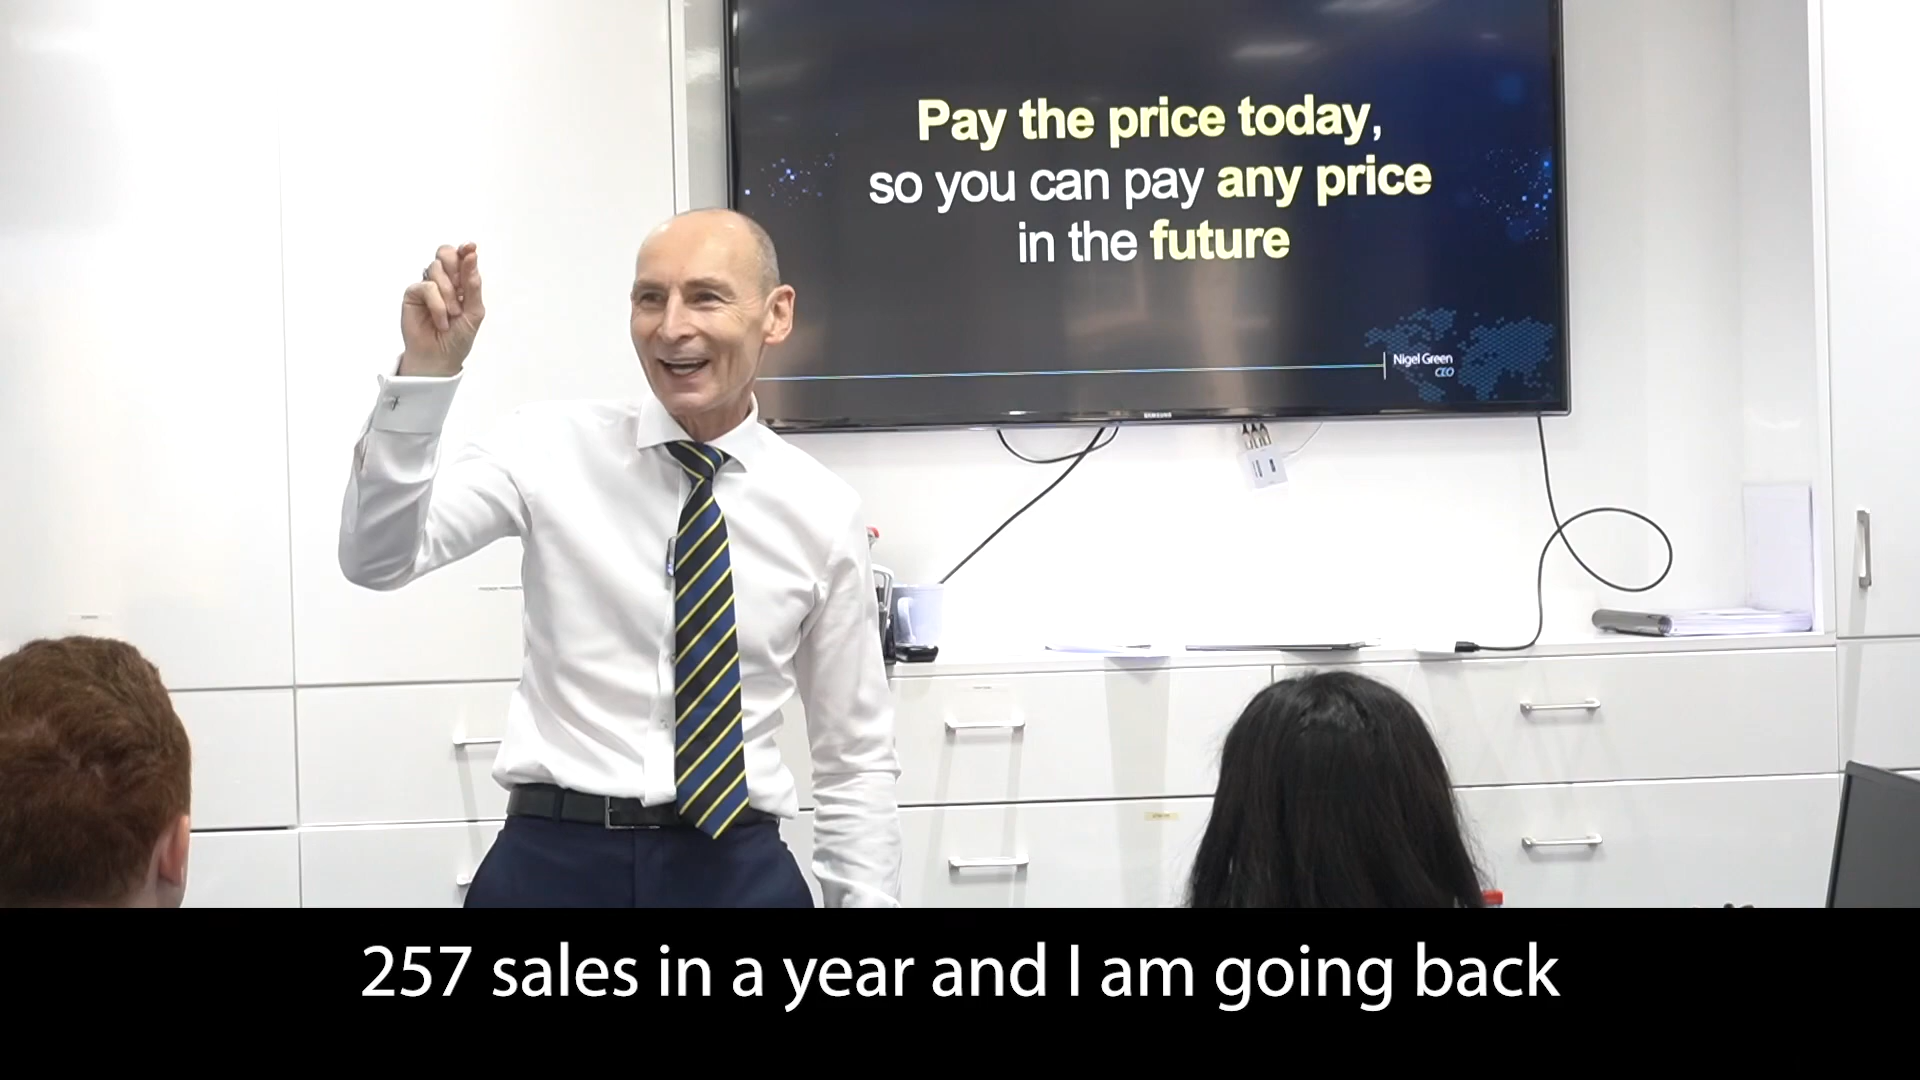 Pay the price today,
so you can pay any price
in the future
Nigel Green
CEO
SAMSUNG
257 sales in a year and I am going back